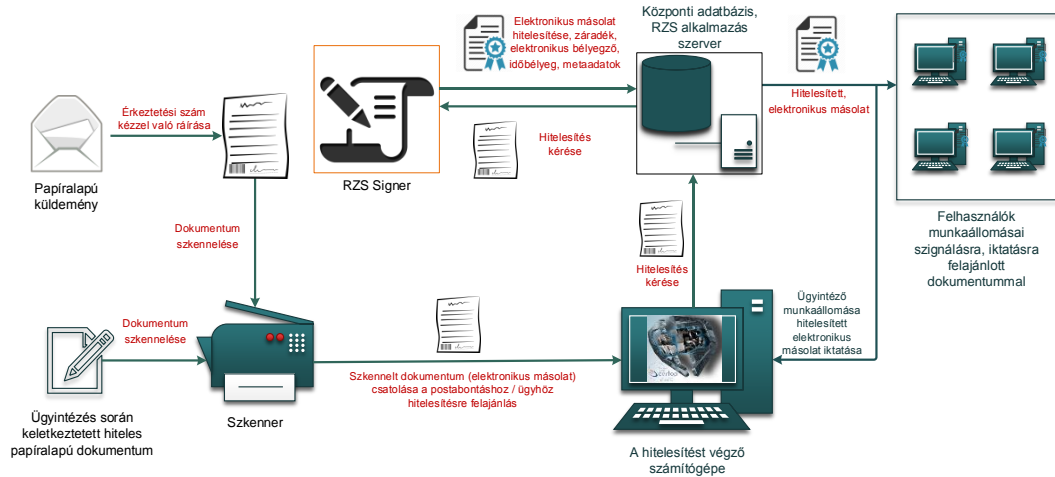 Elektronikus másolat
hitelesítése, záradék,
elektronikus bélyegző,
időbélyeg, metaadatok
Központi adatbázis,
RZS alkalmazás
szerver
Hitelesített,
elektronikus másolat
Érkeztetési szám
kézzel való ráírása
Hitelesítés
kérése
Papíralapú
küldemény
RZS Signer
Felhasználók
munkaállomásai
szignálásra, iktatásra
felajánlott
dokumentummal
Dokumentum
szkennelése
Hitelesítés
kérése
Ügyintéző
munkaállomása
hitelesített
elektronikus
másolat iktatása
Dokumentum
szkennelése
Szkennelt dokumentum (elektronikus másolat)
csatolása a postabontáshoz / ügyhöz
hitelesítésre felajánlás
Ügyintézés során
keletkeztetett hiteles
papíralapú dokumentum
Szkenner
A hitelesítést végző
számítógépe